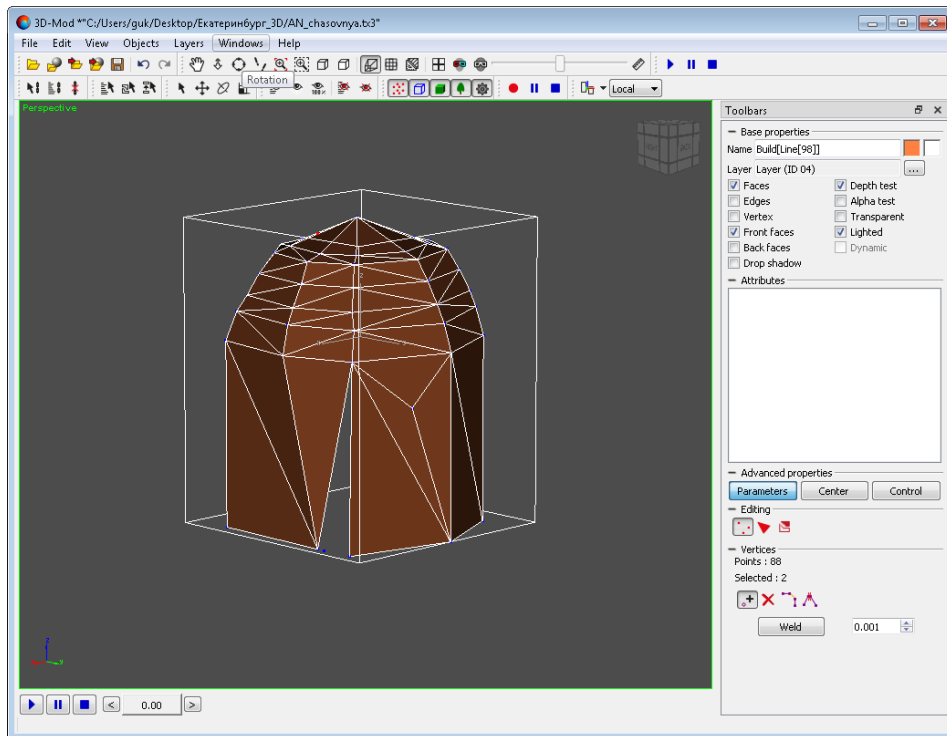 3D-Mod *"C:/Users/guk/Desktop/Екатеринбург_3D/AN_chasovnya.tx3"
File Edit View Objects Layers Windows Help
Rotation
Local
Perspective
Toolbars
Base properties
Name Build[Line[98]]
Layer Layer (ID 04) ...
Faces Depth test
Edges Alpha test
Vertex Transparent
Front faces Lighted
Back faces Dynamic
Drop shadow
Attributes
Advanced properties
Parameters Center Control
Editing
Vertices
Points : 88
Selected : 2
Weld 0.001
< 0.00 >